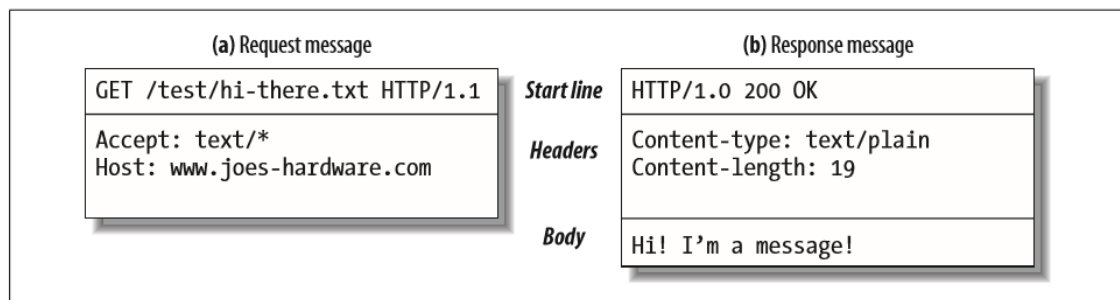 (a) Request message
GET /test/hi-there.txt HTTP/1.1
Accept: text/*
Host: www.joes-hardware.com
Start line
Headers
Body
(b) Response message
HTTP/1.0 200 OK
Content-type: text/plain
Content-length: 19
Hi! I’m a message!